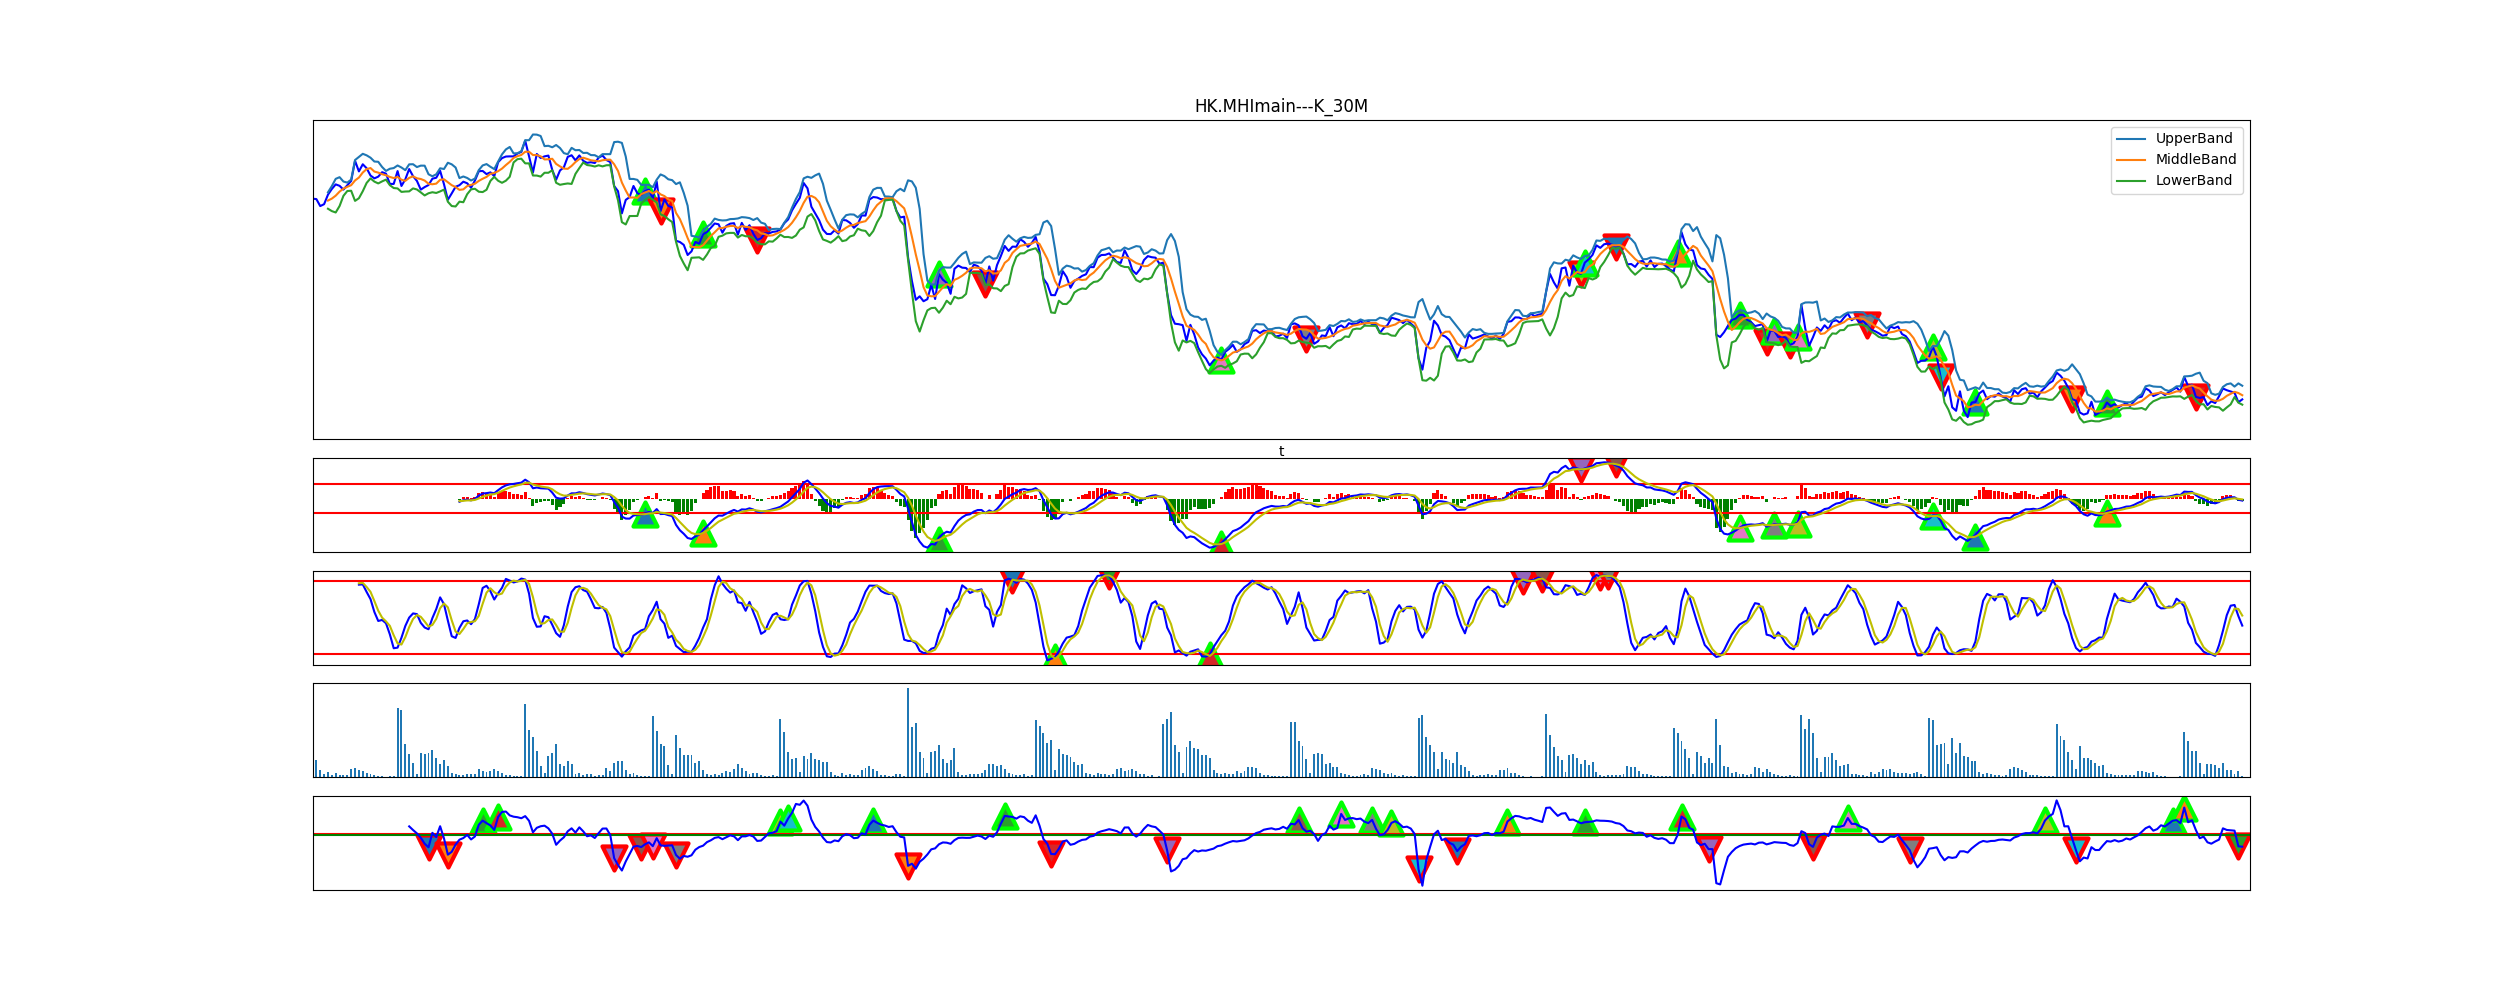 HK.MHImain---K_30M
UpperBand
MiddleBand
LowerBand
t